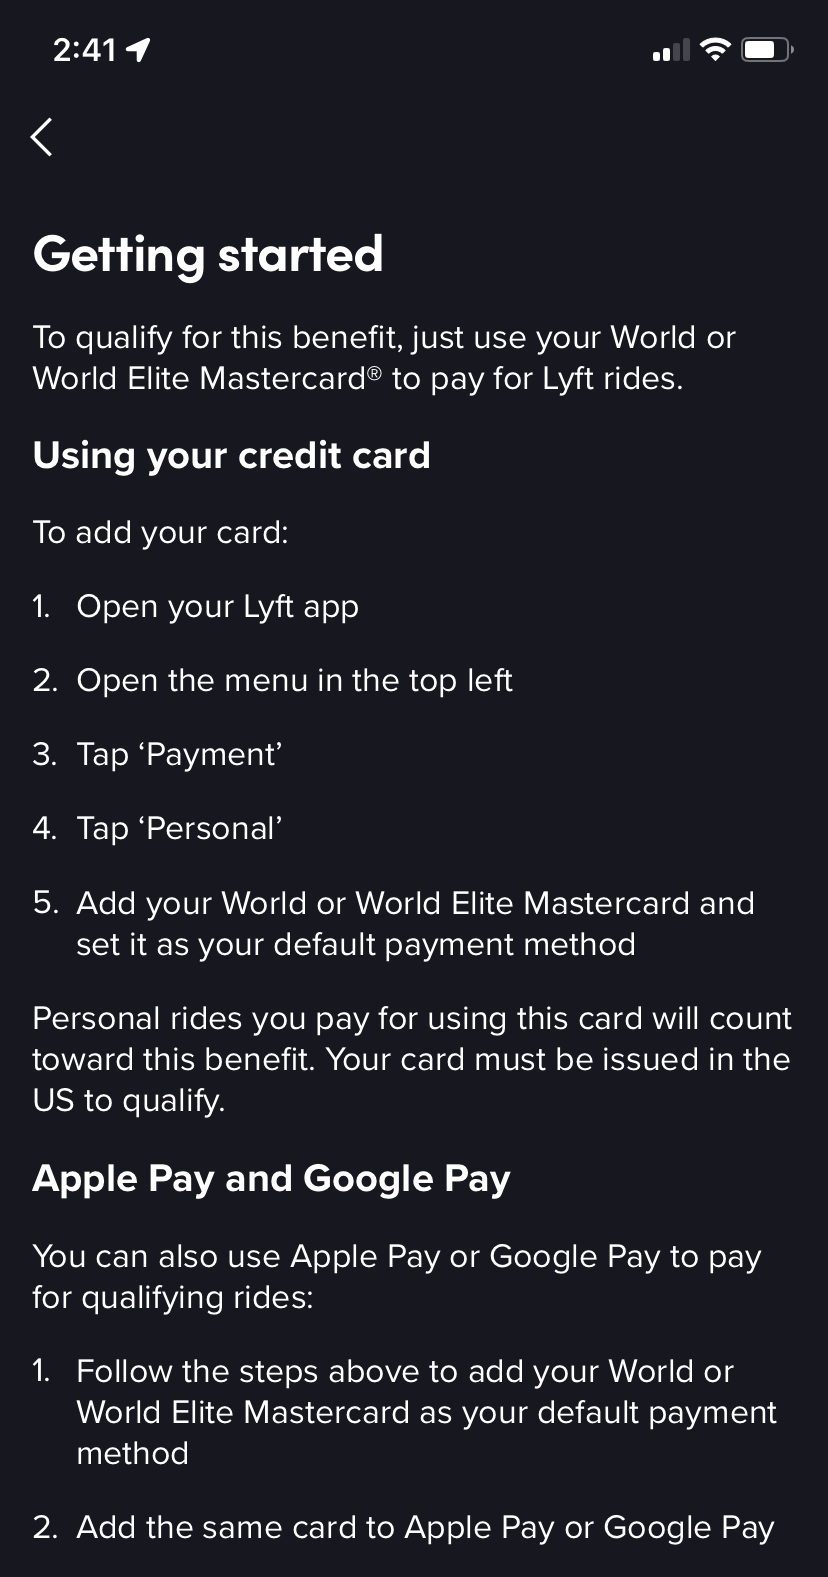 2:41
Getting started
To qualify for this benefit, just use your World or
World Elite Mastercard® to pay for Lyft rides.
Using your credit card
To add your card:
1. Open your Lyft app
2. Open the menu in the top left
3. Tap ‘Payment’
4. Tap ‘Personal’
5. Add your World or World Elite Mastercard and
set it as your default payment method
Personal rides you pay for using this card will count
toward this benefit. Your card must be issued in the
US to qualify.
Apple Pay and Google Pay
You can also use Apple Pay or Google Pay to pay
for qualifying rides:
1. Follow the steps above to add your World or
World Elite Mastercard as your default payment
method
2. Add the same card to Apple Pay or Google Pay